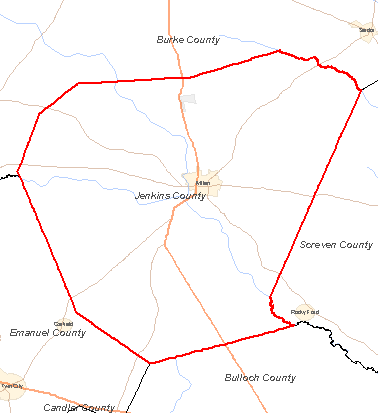 Burke County
Sardis
Millen
Jenkins County
Screven County
Rocky Ford
Garfield
Emanuel County
Bulloch County
Twin City
Candler County